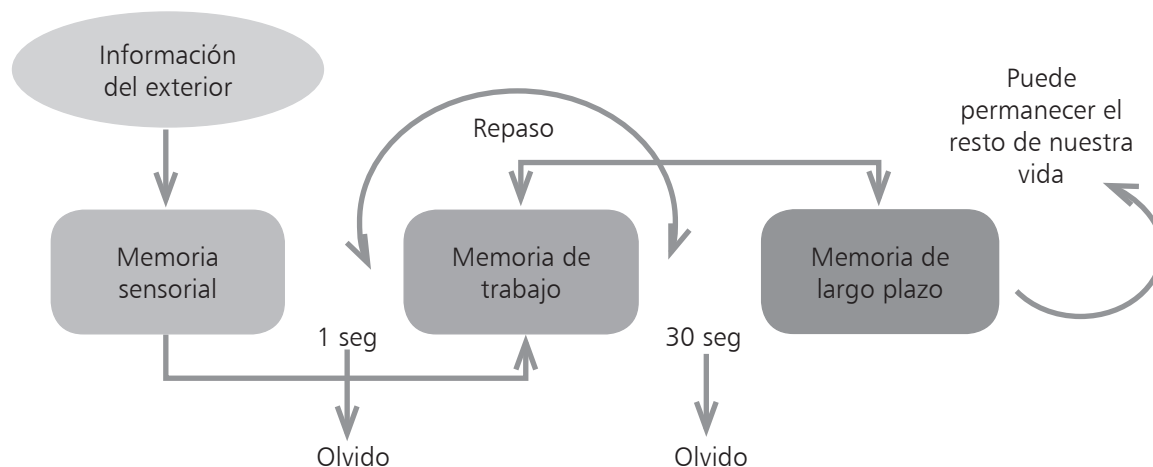 Información
del exterior
Repaso
Puede
permanecer el
resto de nuestra
vida
Memoria
sensorial
Memoria de
trabajo
Memoria de
largo plazo
1 seg
30 seg
Olvido
Olvido